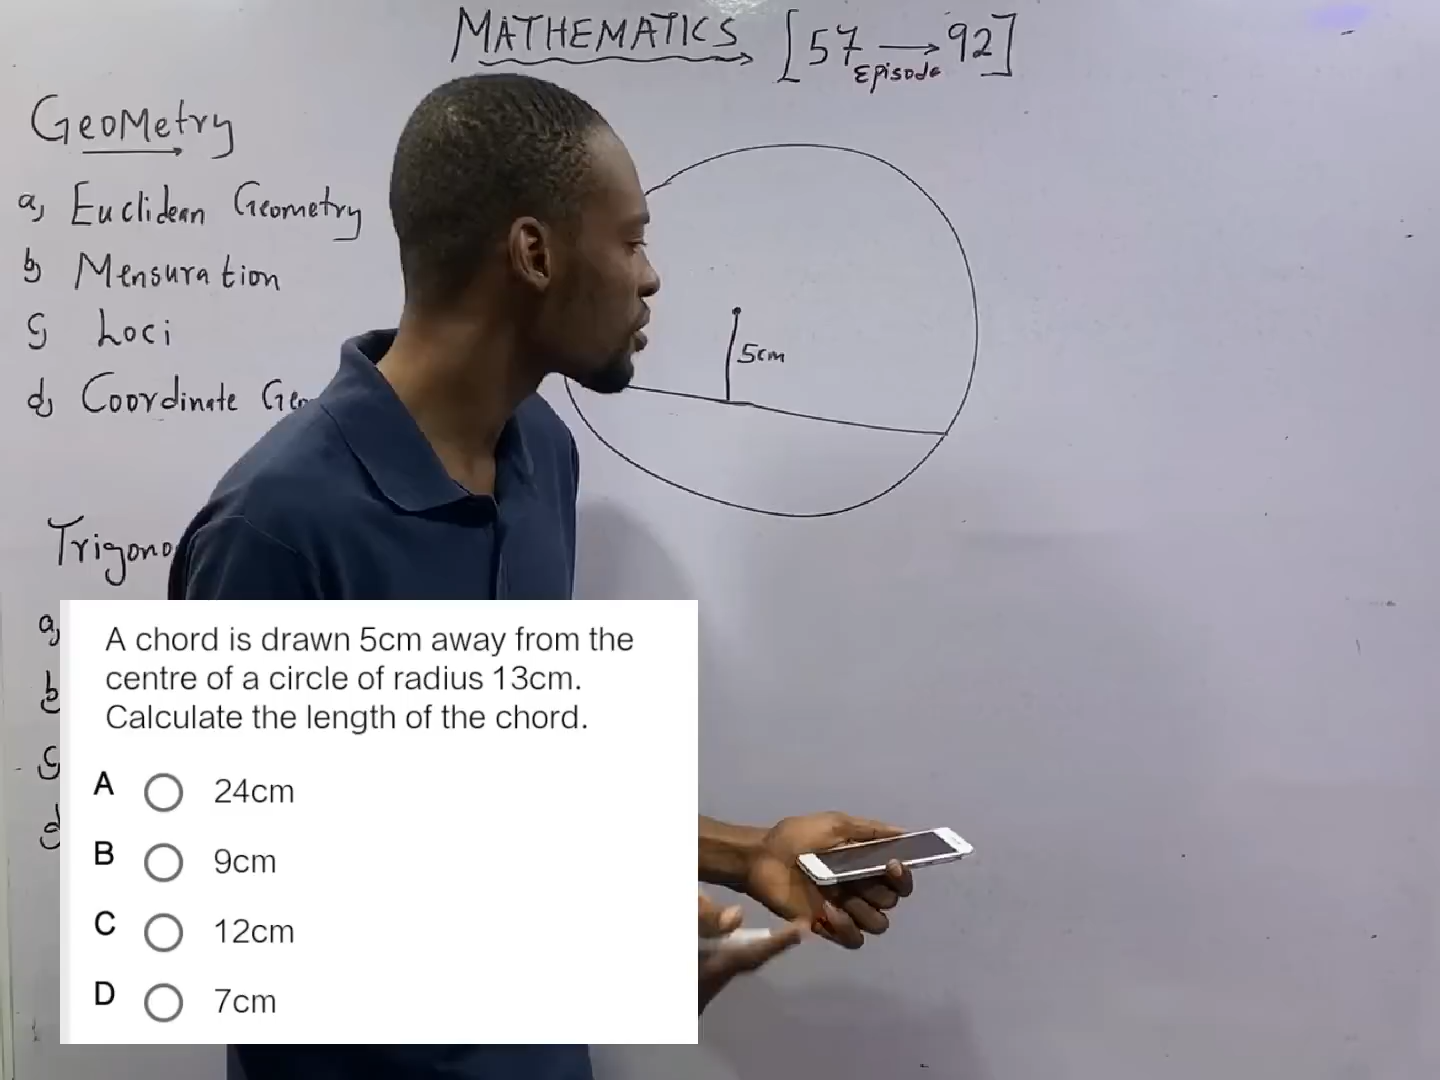 MATHEMATICS [57 → 92]
Episode
GeoMetry
a, Euclidean Geometry
b, Mensuration
c, Loci
d, Coordinate
5cm
a,
b
c,
d
A chord is drawn 5cm away from the
centre of a circle of radius 13cm.
Calculate the length of the chord.
A 24cm
B 9cm
C 12cm
D 7cm